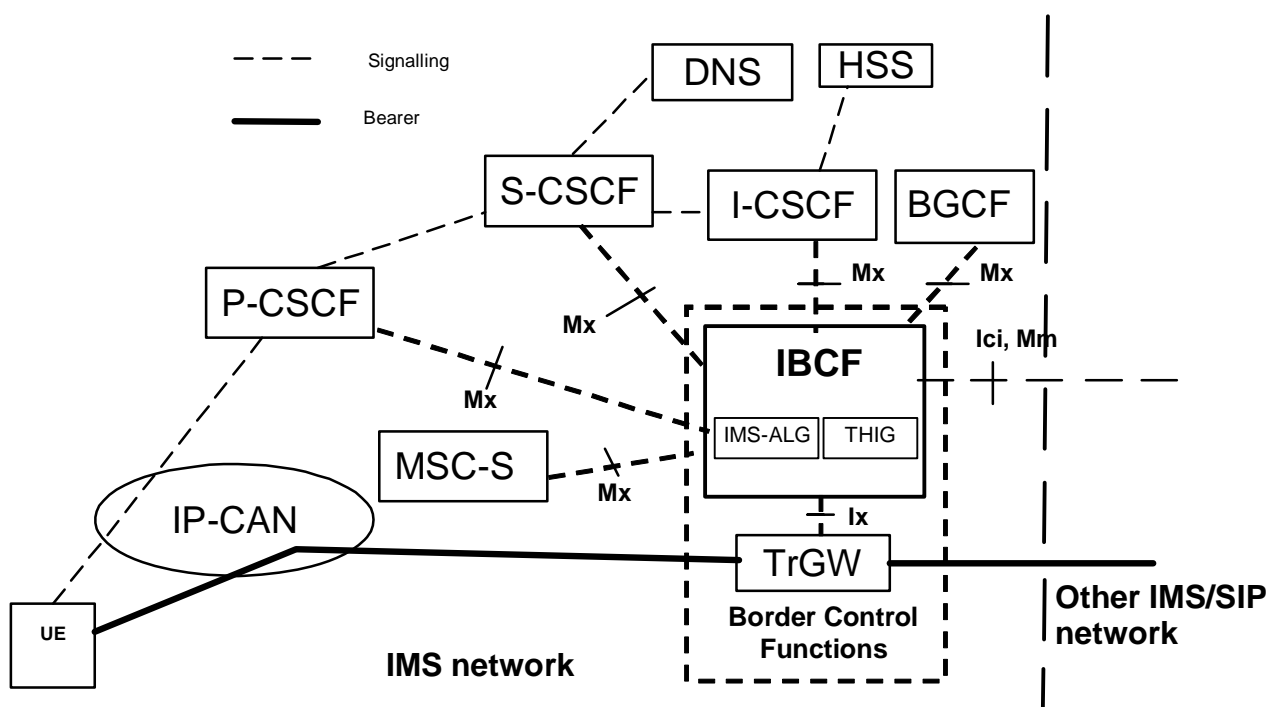 Signalling
Bearer
DNS
HSS
S-CSCF
I-CSCF
BGCF
P-CSCF
Mx
Mx
Mx
Mx
Ici, Mm
IBCF
IMS-ALG
THIG
MSC-S
Mx
IP-CAN
Ix
TrGW
UE
Border Control
Functions
IMS network
Other IMS/SIP
network